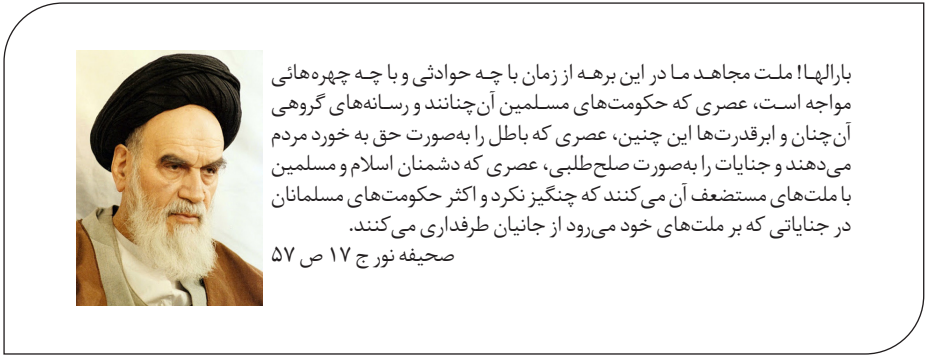 بارالها! ملت مجاهد ما در این برهه از زمان با چه حوادثی و با چه چهره‌هائی
مواجه است، عصری که حکومت‌های مسلمین آن‌چنانند و رسانه‌های گروهی
آن‌چنان و ابرقدرت‌ها این چنین، عصری که باطل را به‌صورت حق به خورد مردم
می‌دهند و جنایات را به‌صورت صلح‌طلبی، عصری که دشمنان اسلام و مسلمین
با ملت‌های مستضعف آن می‌کنند که چنگیز نکرد و اکثر حکومت‌های مسلمانان
در جنایاتی که بر ملت‌های خود می‌رود از جانیان طرفداری می‌کنند.
صحیفه نور ج ۱۷ ص ۵۷